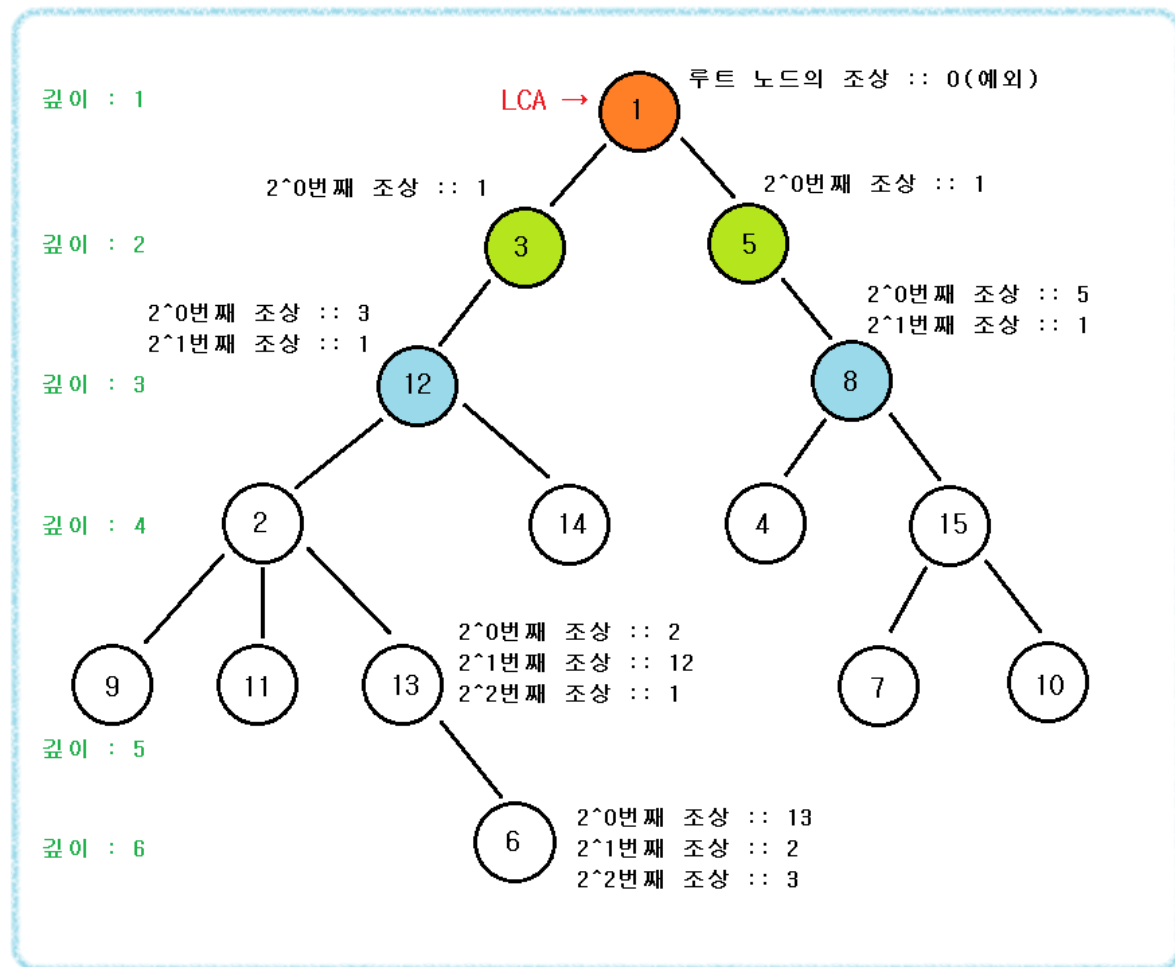 루트 노드의 조상 :: 0(예외)
깊이 : 1
LCA →
1
2^0번째 조상 :: 1
2^0번째 조상 :: 1
깊이 : 2
3
5
2^0번째 조상 :: 3
2^1번째 조상 :: 1
2^0번째 조상 :: 5
2^1번째 조상 :: 1
깊이 : 3
12
8
깊이 : 4
2
14
4
15
2^0번째 조상 :: 2
2^1번째 조상 :: 12
2^2번째 조상 :: 1
9
11
13
7
10
깊이 : 5
깊이 : 6
6
2^0번째 조상 :: 13
2^1번째 조상 :: 2
2^2번째 조상 :: 3